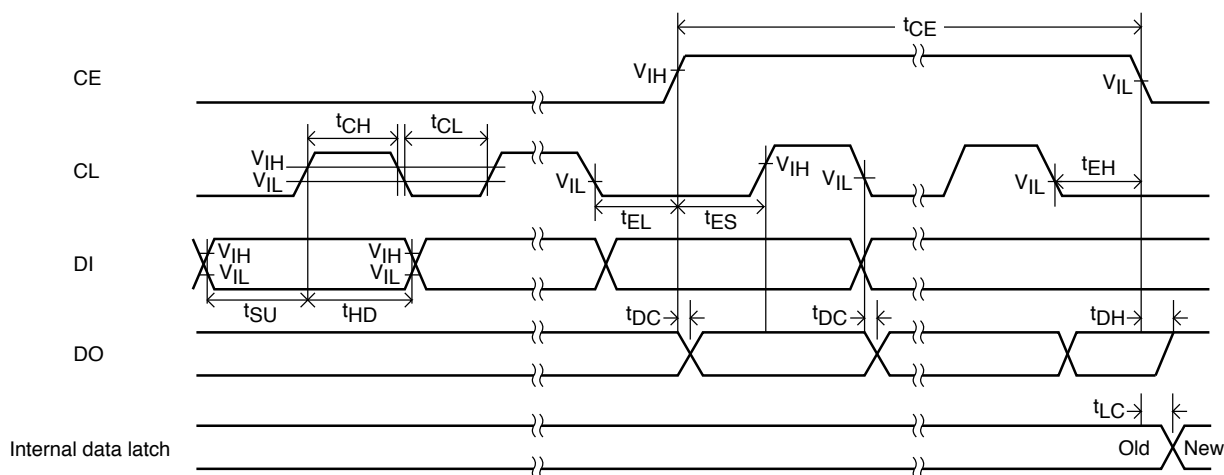 tCE
CE
VIH
VIL
tCH
tCL
CL
VIH
VIL
VIL
VIH
VIL
VIL
tEH
tEL
tES
DI
VIH
VIL
VIH
VIL
tSU
tHD
tDC
tDC
tDH
DO
tLC
Internal data latch
Old
New